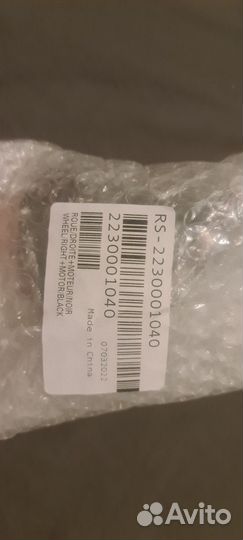 RS-2230001040
2230001040
ROUE/DROITE+MOTEUR/NOIR
WHEEL/RIGHT+MOTOR/BLACK
Made in China
07032022
Avito